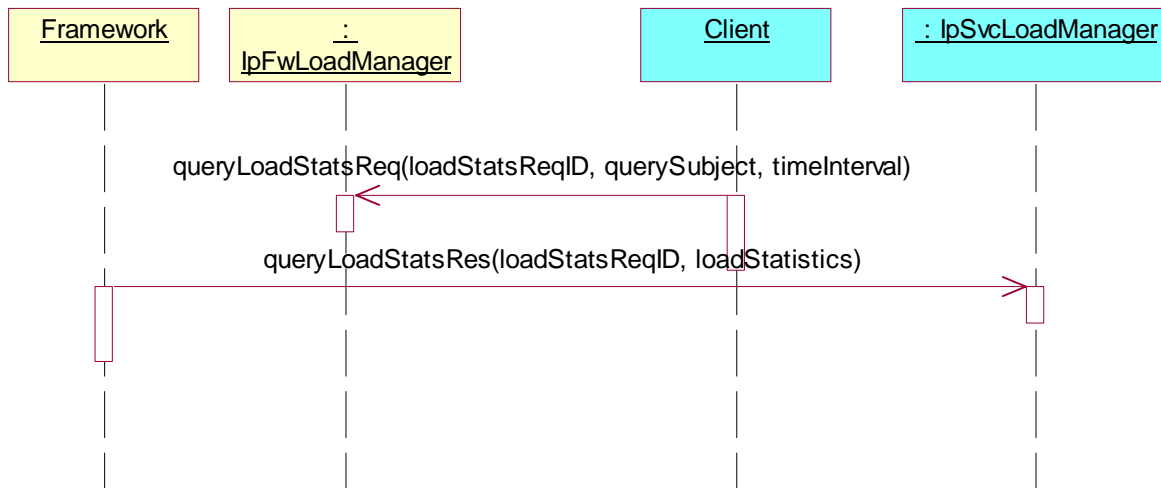 Framework
:
IpFwLoadManager
Client
: IpSvcLoadManager
queryLoadStatsReq(loadStatsReqID, querySubject, timeInterval)
queryLoadStatsRes(loadStatsReqID, loadStatistics)